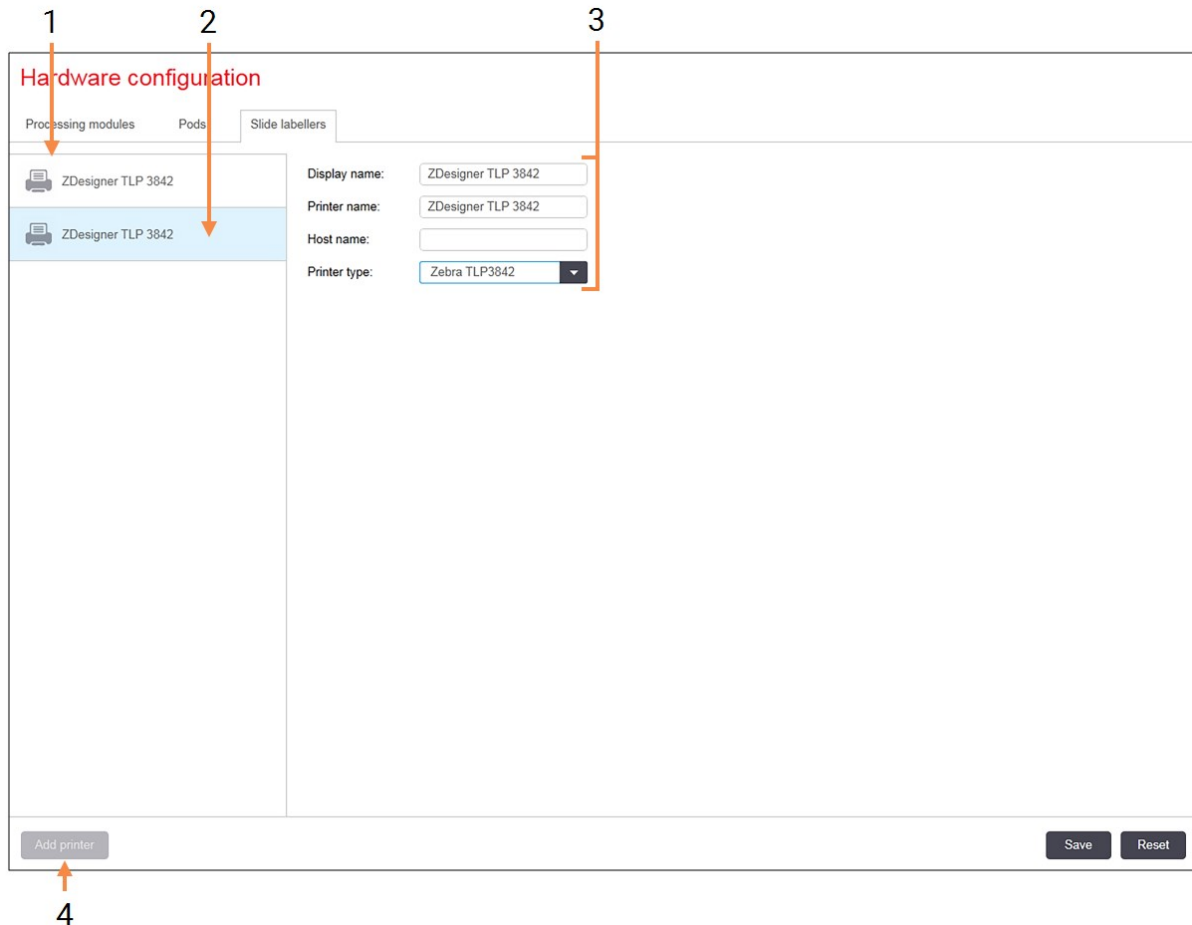 1 2 3
Hardware configuration
Processing modules Pods Slide labellers
ZDesigner TLP 3842
ZDesigner TLP 3842
Display name: ZDesigner TLP 3842
Printer name: ZDesigner TLP 3842
Host name:
Printer type: Zebra TLP3842
Add printer Save Reset
4